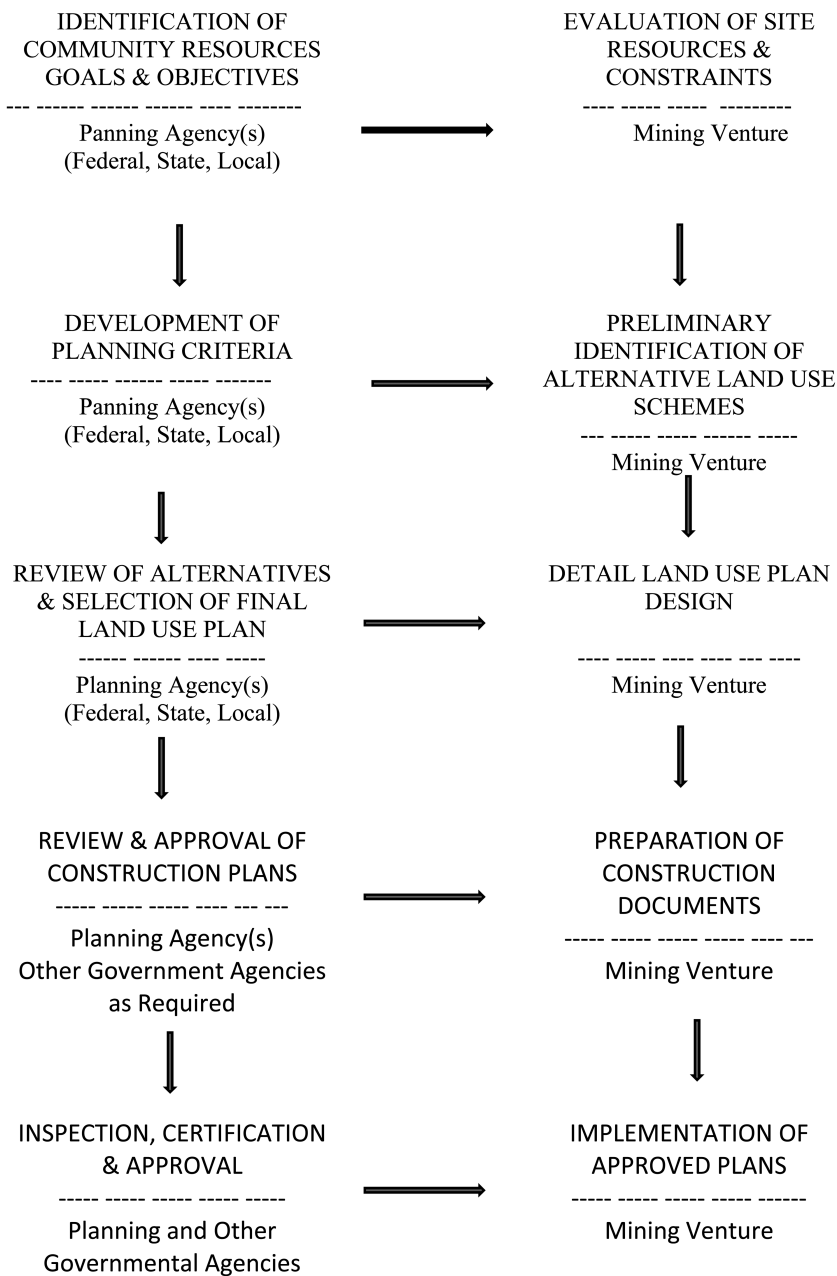 IDENTIFICATION OF
COMMUNITY RESOURCES
GOALS & OBJECTIVES
--- ------ ------ ------ ---- --------
Panning Agency(s)
(Federal, State, Local)
EVALUATION OF SITE
RESOURCES &
CONSTRAINTS
---- ----- ----- ---------
Mining Venture
DEVELOPMENT OF
PLANNING CRITERIA
---- ----- ------ ----- -------
Panning Agency(s)
(Federal, State, Local)
PRELIMINARY
IDENTIFICATION OF
ALTERNATIVE LAND USE
SCHEMES
--- ----- ----- ------ -----
Mining Venture
REVIEW OF ALTERNATIVES
& SELECTION OF FINAL
LAND USE PLAN
------ ------ ---- -----
Planning Agency(s)
(Federal, State, Local)
DETAIL LAND USE PLAN
DESIGN
---- ----- ---- ---- --- ----
Mining Venture
REVIEW & APPROVAL OF
CONSTRUCTION PLANS
----- ----- ----- ---- --- ---
Planning Agency(s)
Other Government Agencies
as Required
PREPARATION OF
CONSTRUCTION
DOCUMENTS
----- ----- ----- ----- ---- ---
Mining Venture
INSPECTION, CERTIFICATION
& APPROVAL
----- ----- ----- ----- -----
Planning and Other
Governmental Agencies
IMPLEMENTATION OF
APPROVED PLANS
----- ----- ----- ----- ------
Mining Venture